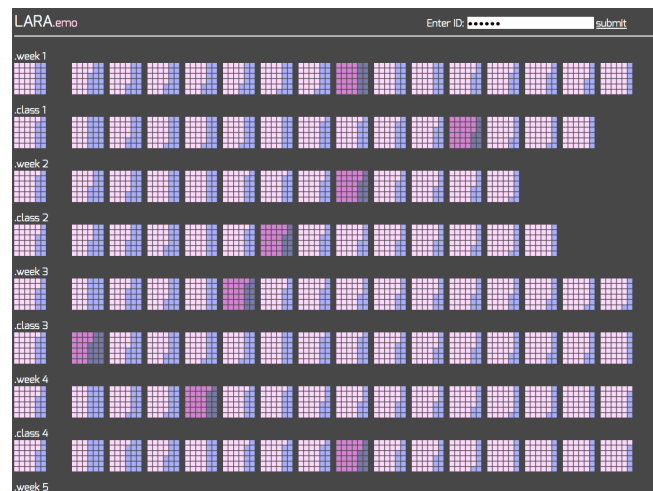 LARA.emo
Enter ID: •••••• submit
.week 1
.class 1
.week 2
.class 2
.week 3
.class 3
.week 4
.class 4
.week 5